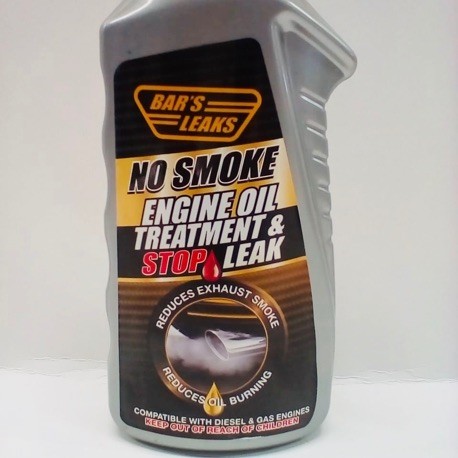 BAR'S
LEAKS
NO SMOKE
ENGINE OIL
TREATMENT &
STOP LEAK
REDUCES EXHAUST SMOKE
REDUCES OIL BURNING
COMPATIBLE WITH DIESEL & GAS ENGINES
KEEP OUT OF REACH OF CHILDREN